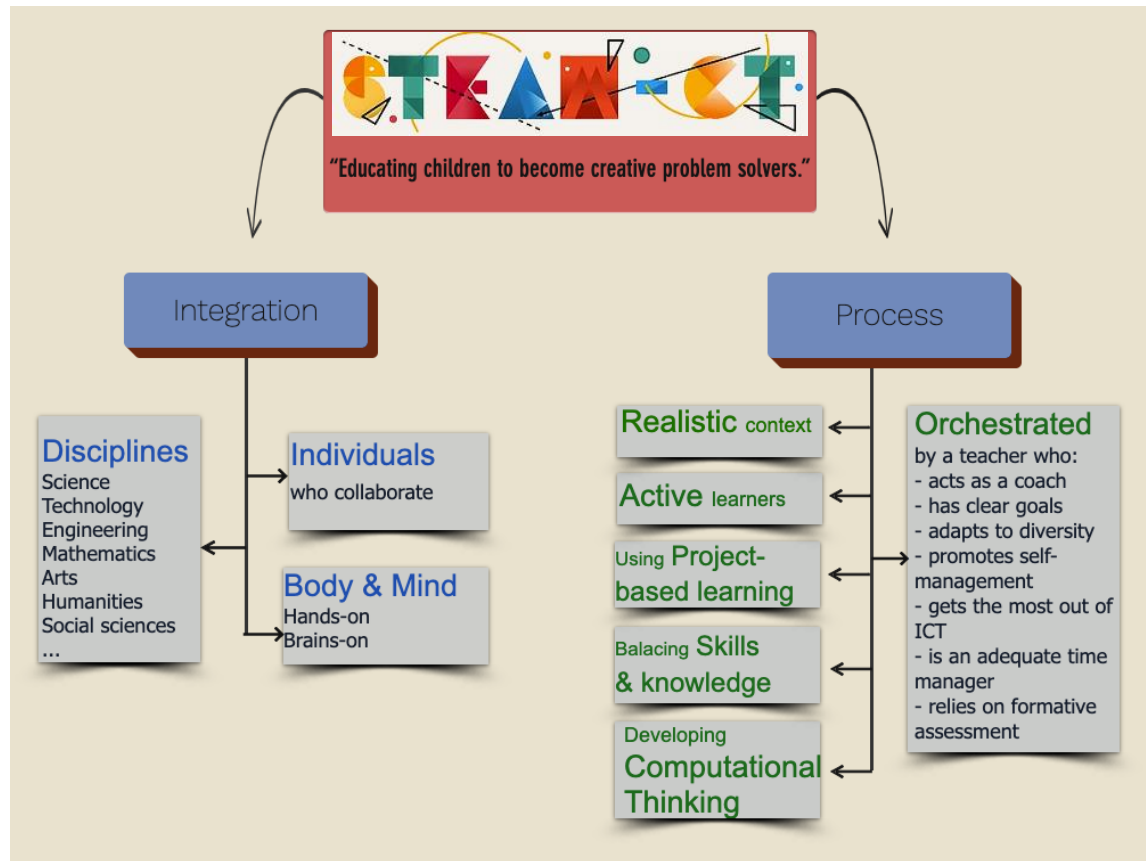 STEAM-CT
“Educating children to become creative problem solvers.”
Integration
Disciplines
Science
Technology
Engineering
Mathematics
Arts
Humanities
Social sciences
...
Individuals
who collaborate
Body & Mind
Hands-on
Brains-on
Process
Realistic context
Active learners
Using Project-
based learning
Balacing Skills
& knowledge
Developing
Computational
Thinking
Orchestrated
by a teacher who:
- acts as a coach
- has clear goals
- adapts to diversity
- promotes self-
management
- gets the most out of
ICT
- is an adequate time
manager
- relies on formative
assessment